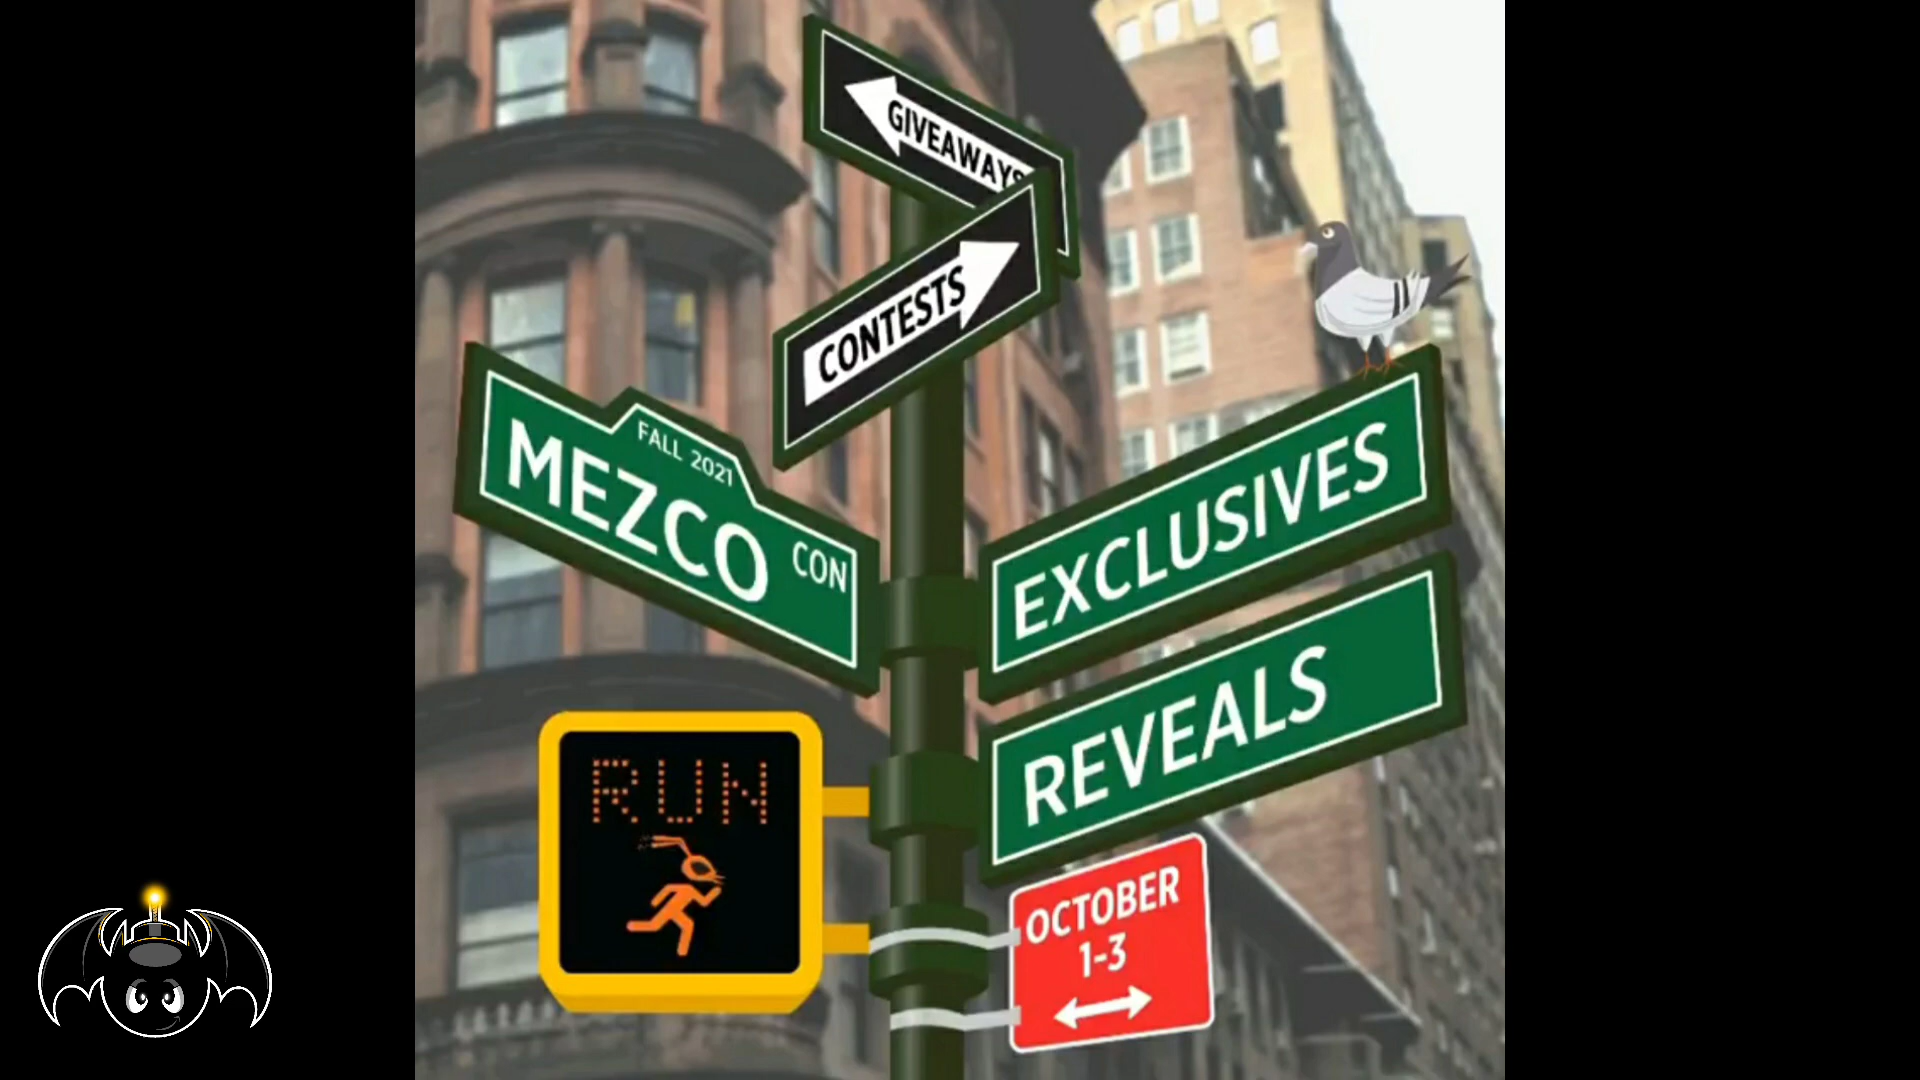 GIVEAWAYS
CONTESTS
FALL 2021
MEZCO CON
EXCLUSIVES
REVEALS
RUN
OCTOBER
1-3